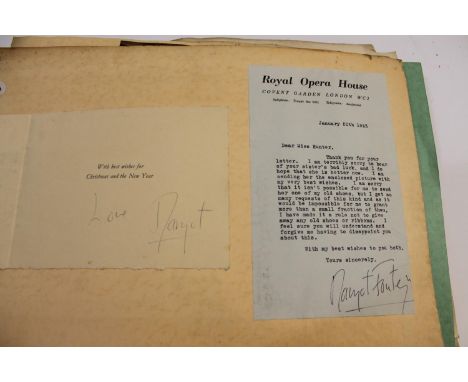 With best wishes for
Christmas and the New Year
love
Margot
Royal Opera House
COVENT GARDEN LONDON WC2
January 20th 1953
Dear Miss Hunter,
Thank you for your
letter. I am terribly sorry to hear
of your sister's bad luck, and I do
hope that she is better now. I am
sending her the enclosed picture with
my very best wishes. I am sorry
that it isn't possible for me to send
her one of my old shoes, but I get so
many requests of this kind and as it
would be impossible for me to grant
more than a small fraction of them,
I have made it a rule not to give
away any old shoes or ribbons. I
feel sure you will understand and
forgive me having to disappoint you
about this.
With my best wishes to you both,
Yours sincerely,
Margot Fonteyn